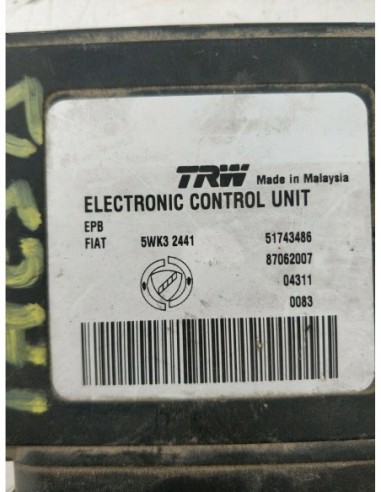 TRW Made in Malaysia
ELECTRONIC CONTROL UNIT
EPB
FIAT 5WK3 2441 51743486
87062007
04311
0083